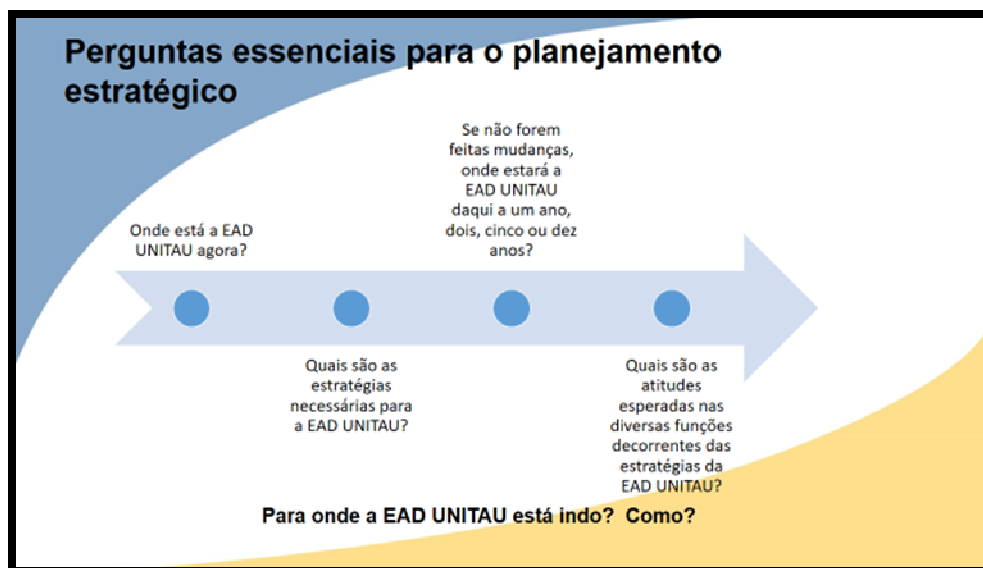 Perguntas essenciais para o planejamento
estratégico
Onde está a EAD
UNITAU agora?
Quais são as
estratégias
necessárias para
a EAD UNITAU?
Se não forem
feitas mudanças,
onde estará a
EAD UNITAU
daqui a um ano,
dois, cinco ou dez
anos?
Quais são as
atitudes
esperadas nas
diversas funções
decorrentes das
estratégias da
EAD UNITAU?
Para onde a EAD UNITAU está indo? Como?